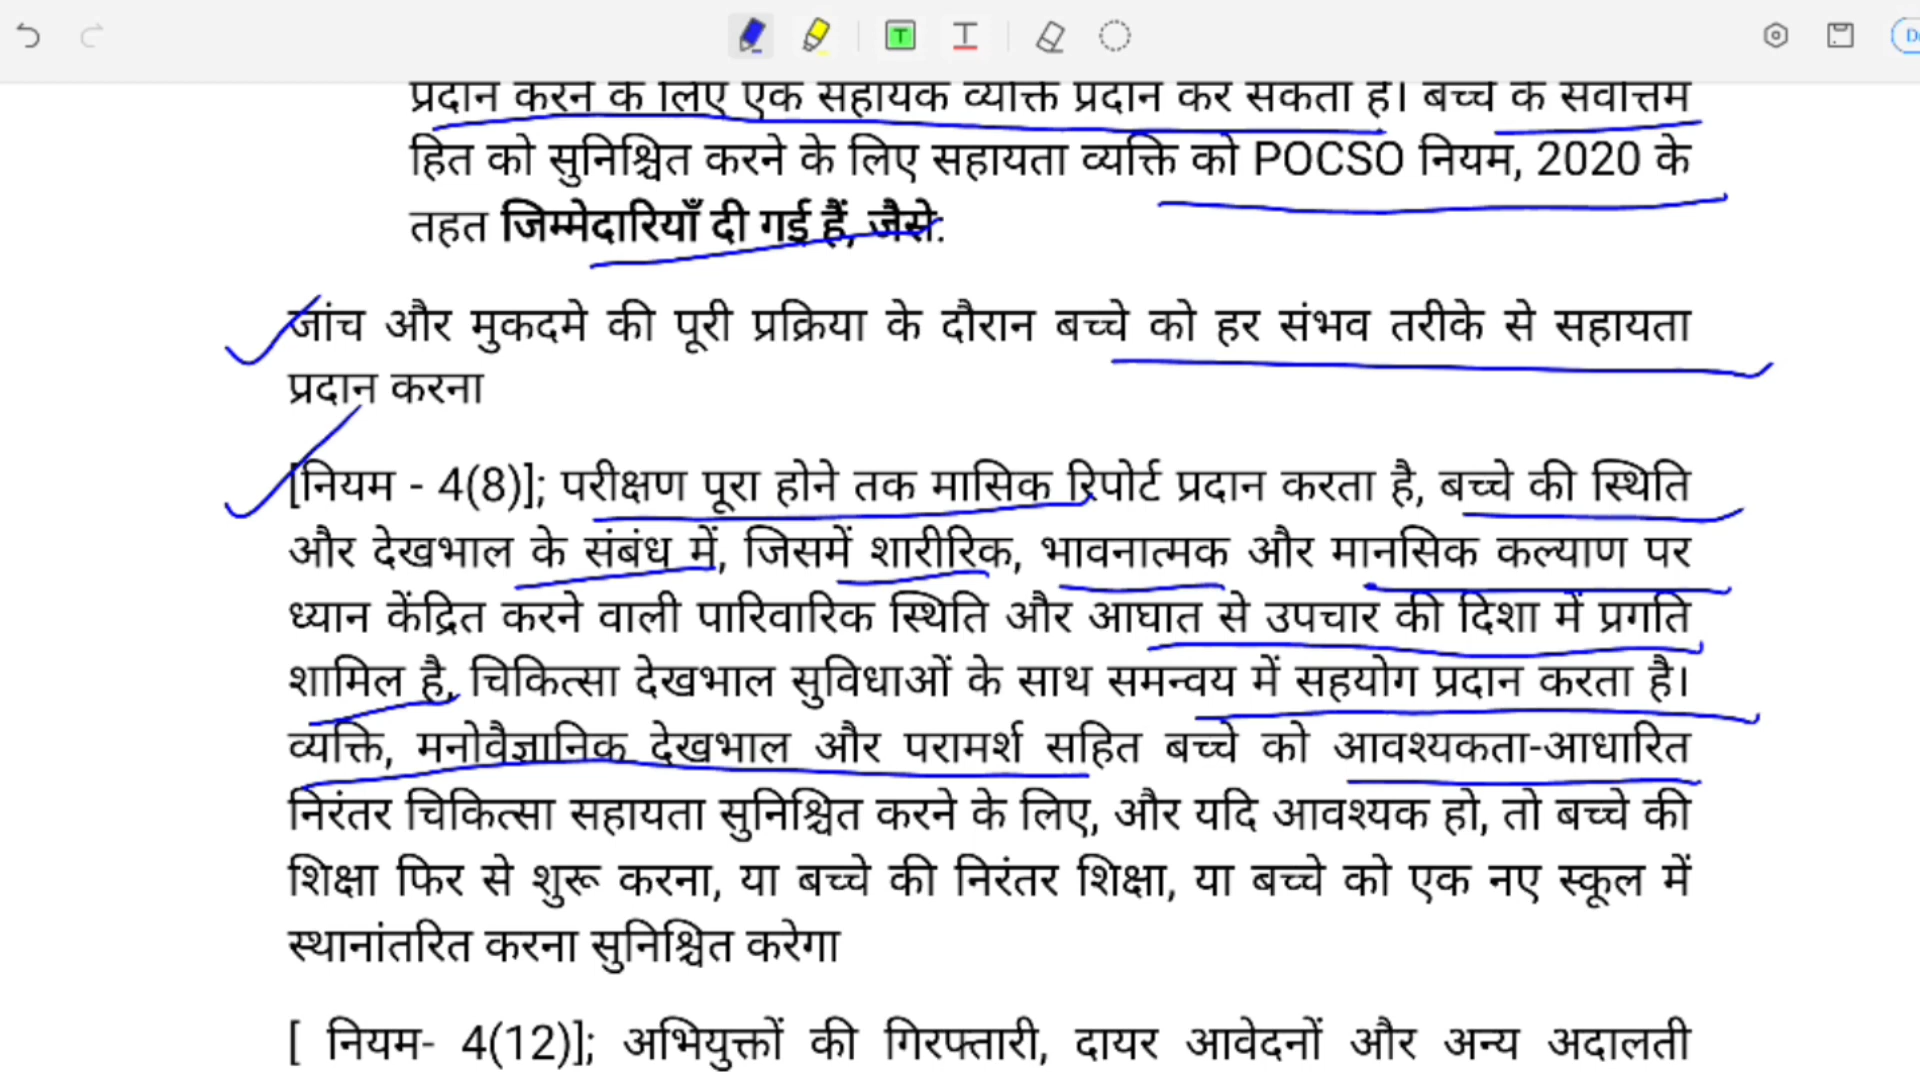 प्रदान करने के लिए एक सहायक व्यक्ति प्रदान कर सकता है। बच्चे के सर्वोत्तम
हित को सुनिश्चित करने के लिए सहायता व्यक्ति को POCSO नियम, 2020 के
तहत जिम्मेदारियाँ दी गई हैं, जैसे:
जांच और मुकदमे की पूरी प्रक्रिया के दौरान बच्चे को हर संभव तरीके से सहायता
प्रदान करना
[नियम - 4(8)]; परीक्षण पूरा होने तक मासिक रिपोर्ट प्रदान करता है, बच्चे की स्थिति
और देखभाल के संबंध में, जिसमें शारीरिक, भावनात्मक और मानसिक कल्याण पर
ध्यान केंद्रित करने वाली पारिवारिक स्थिति और आघात से उपचार की दिशा में प्रगति
शामिल है, चिकित्सा देखभाल सुविधाओं के साथ समन्वय में सहयोग प्रदान करता है।
व्यक्ति, मनोवैज्ञानिक देखभाल और परामर्श सहित बच्चे को आवश्यकता-आधारित
निरंतर चिकित्सा सहायता सुनिश्चित करने के लिए, और यदि आवश्यक हो, तो बच्चे की
शिक्षा फिर से शुरू करना, या बच्चे की निरंतर शिक्षा, या बच्चे को एक नए स्कूल में
स्थानांतरित करना सुनिश्चित करेगा
[ नियम- 4(12)]; अभियुक्तों की गिरफ्तारी, दायर आवेदनों और अन्य अदालती